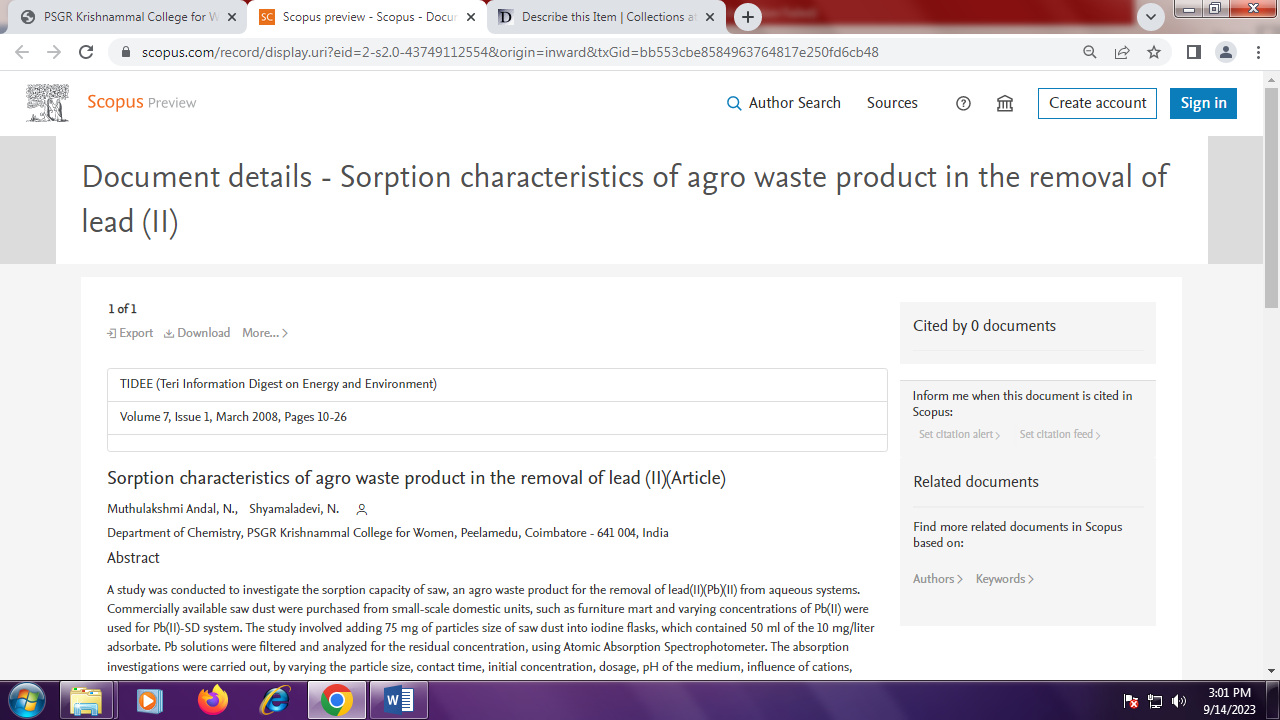 PSGR Krishnammal College for W
Scopus preview - Scopus - Docu
Describe this Item | Collections at
scopus.com/record/display.uri?eid=2-s2.0-43749112554&origin=inward&txGid=bb553cbe8584963764817e250fd6cb48
Scopus Preview
Author Search Sources Create account Sign in
Document details - Sorption characteristics of agro waste product in the removal of
lead (II)
1 of 1
Export Download More...
Cited by 0 documents
TIDEE (Teri Information Digest on Energy and Environment)
Volume 7, Issue 1, March 2008, Pages 10-26
Inform me when this document is cited in
Scopus:
Set citation alert Set citation feed
Sorption characteristics of agro waste product in the removal of lead (II)(Article)
Muthulakshmi Andal, N., Shyamaladevi, N.
Department of Chemistry, PSGR Krishnammal College for Women, Peelamedu, Coimbatore - 641 004, India
Related documents
Find more related documents in Scopus
based on:
Authors Keywords
Abstract
A study was conducted to investigate the sorption capacity of saw, an agro waste product for the removal of lead(II)(Pb)(II) from aqueous systems.
Commercially available saw dust were purchased from small-scale domestic units, such as furniture mart and varying concentrations of Pb(II) were
used for Pb(II)-SD system. The study involved adding 75 mg of particles size of saw dust into iodine flasks, which contained 50 ml of the 10 mg/liter
adsorbate. Pb solutions were filtered and analyzed for the residual concentration, using Atomic Absorption Spectrophotometer. The absorption
investigations were carried out, by varying the particle size, contact time, initial concentration, dosage, pH of the medium, influence of cations,
3:01 PM
9/14/2023